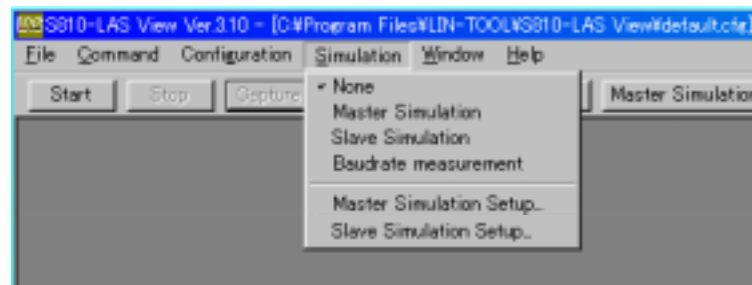 S810-LAS View Ver.3.10 - [C:¥Program Files¥LIN-TOOL¥S810-LAS View¥default.cfg]
File Command Configuration Simulation Window Help
Start Stop Capture Master Simulation
None
Master Simulation
Slave Simulation
Baudrate measurement
Master Simulation Setup...
Slave Simulation Setup...